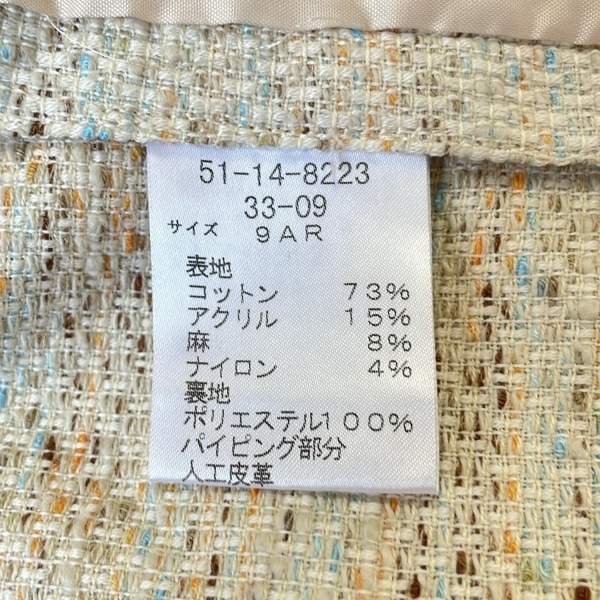 51-14-8223
33-09
サイズ 9AR
表地
コットン 73%
アクリル 15%
麻 8%
ナイロン 4%
裏地
ポリエステル100%
パイピング部分
人工皮革